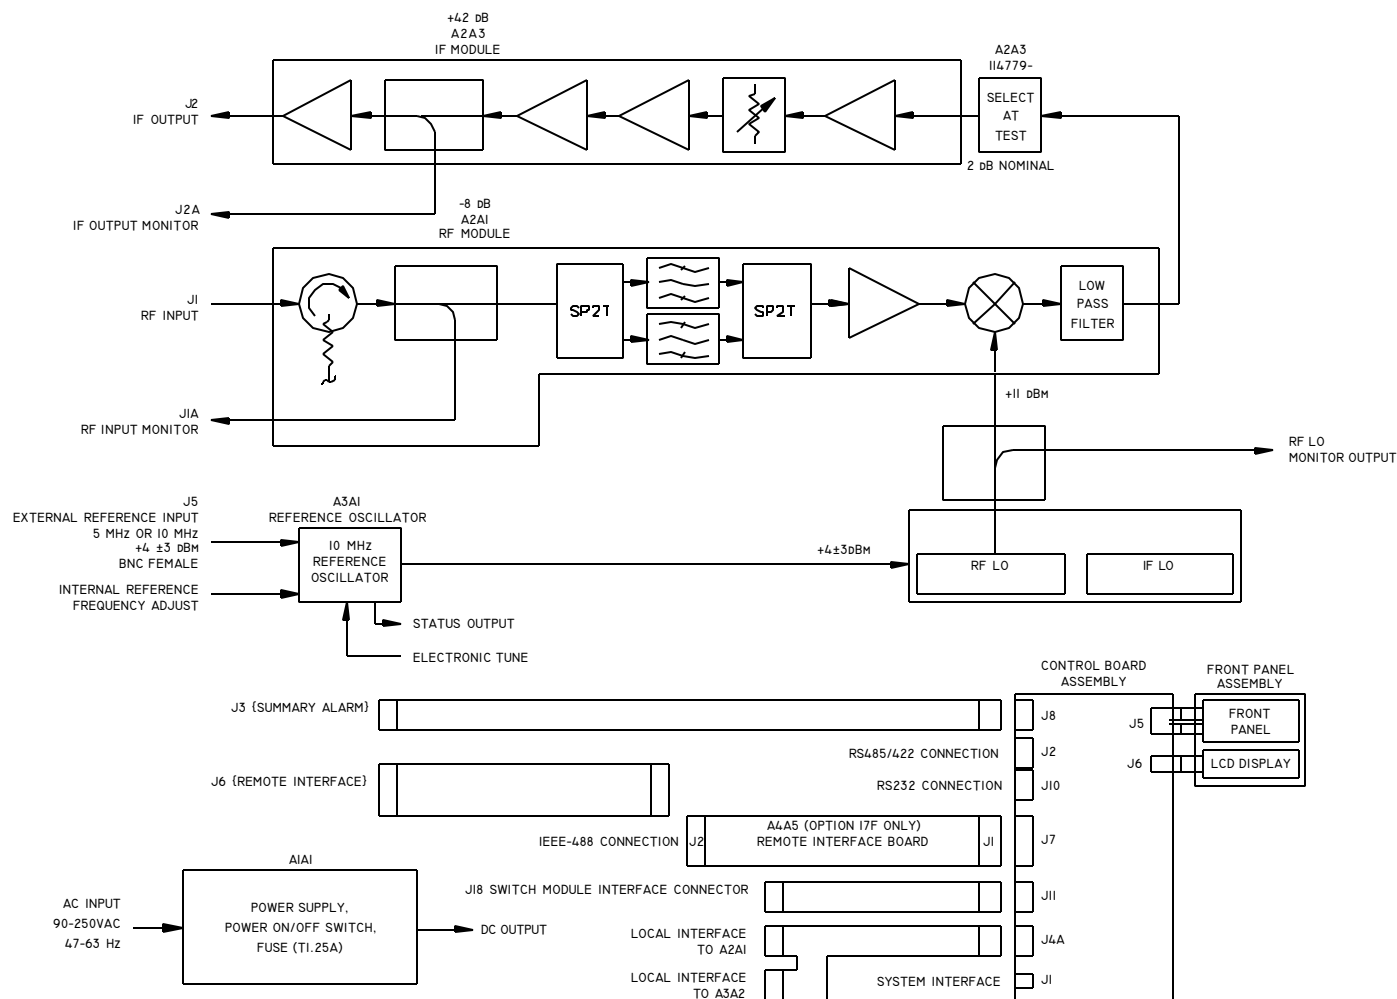 +42 dB
A2A3
IF MODULE
A2A3
114779-
SELECT
AT
TEST
2 dB NOMINAL
J2
IF OUTPUT
J2A
IF OUTPUT MONITOR
-8 dB
A2A1
RF MODULE
J1
RF INPUT
SP2T
SP2T
LOW
PASS
FILTER
J1A
RF INPUT MONITOR
+11 dBm
RF LO
MONITOR OUTPUT
J5
EXTERNAL REFERENCE INPUT
5 MHz OR 10 MHz
+4 ±3 dBm
BNC FEMALE
INTERNAL REFERENCE
FREQUENCY ADJUST
A3A1
REFERENCE OSCILLATOR
10 MHz
REFERENCE
OSCILLATOR
+4±3dBm
RF LO
IF LO
STATUS OUTPUT
ELECTRONIC TUNE
CONTROL BOARD
ASSEMBLY
FRONT PANEL
ASSEMBLY
J3 {SUMMARY ALARM}
J8
J5
FRONT
PANEL
RS485/422 CONNECTION
J2
J6
LCD DISPLAY
J6 {REMOTE INTERFACE}
RS232 CONNECTION
J10
IEEE-488 CONNECTION
J2
A4A5 (OPTION 17F ONLY)
REMOTE INTERFACE BOARD
J1
J7
A1A1
AC INPUT
90-250VAC
47-63 Hz
POWER SUPPLY,
POWER ON/OFF SWITCH,
FUSE (T1.25A)
DC OUTPUT
J18 SWITCH MODULE INTERFACE CONNECTOR
J11
LOCAL INTERFACE
TO A2A1
J4A
LOCAL INTERFACE
TO A3A2
SYSTEM INTERFACE
J1